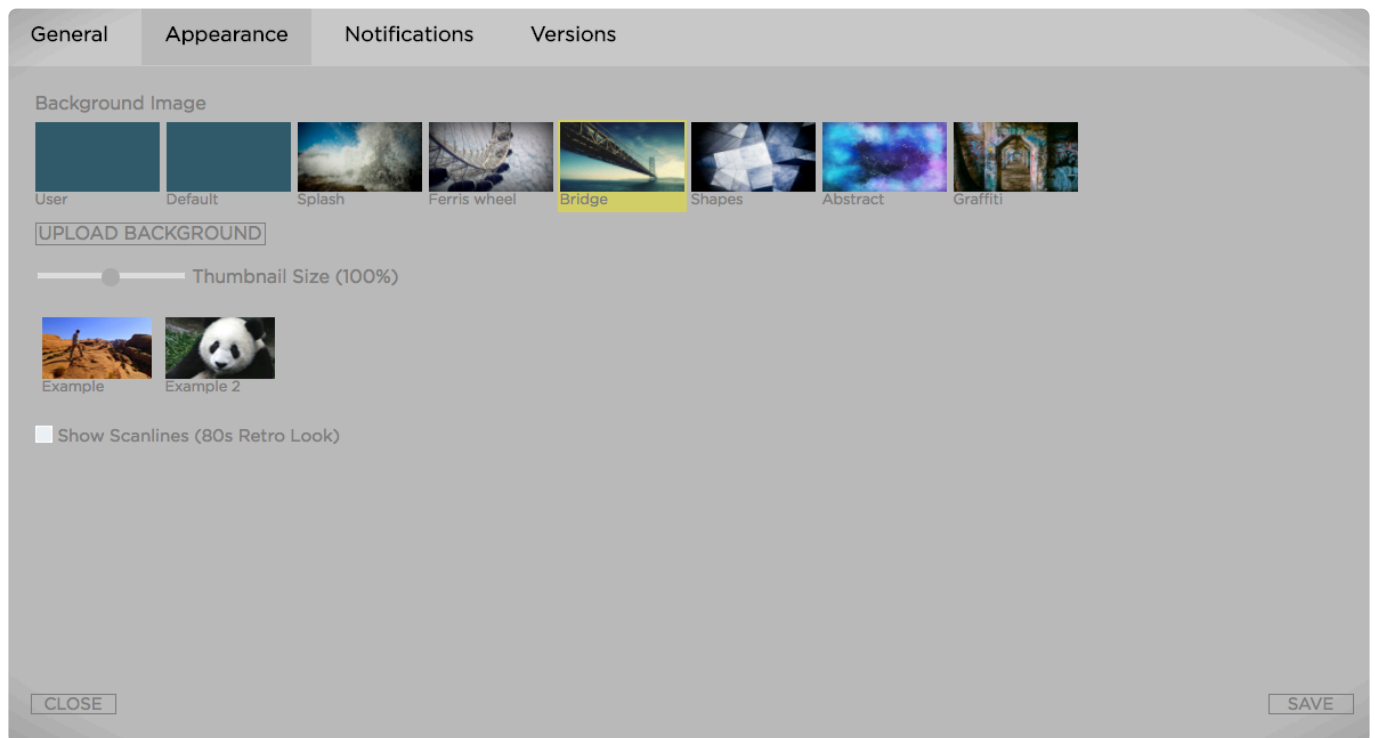 General Appearance Notifications Versions
Background Image
User Default Splash Ferris wheel Bridge Shapes Abstract Graffiti
UPLOAD BACKGROUND
Thumbnail Size (100%)
Example Example 2
Show Scanlines (80s Retro Look)
CLOSE SAVE